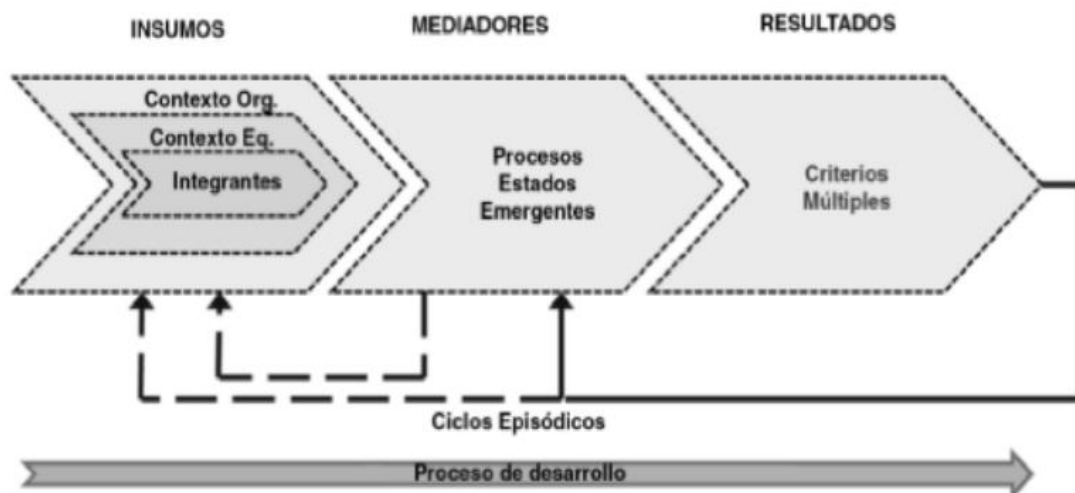 INSUMOS
MEDIADORES
RESULTADOS
Contexto Org.
Contexto Eq.
Integrantes
Procesos
Estados
Emergentes
Criterios
Múltiples
Ciclos Episódicos
Proceso de desarrollo